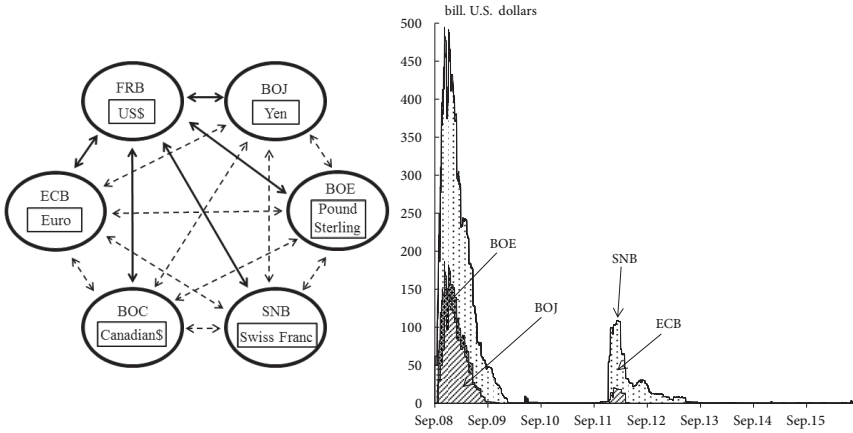 FRB
US$
BOJ
Yen
ECB
Euro
BOE
Pound
Sterling
BOC
Canadian$
SNB
Swiss Franc
bill. U.S. dollars
500
450
400
350
300
250
200
150
100
50
0
BOE
BOJ
SNB
ECB
Sep.08 Sep.09 Sep.10 Sep.11 Sep.12 Sep.13 Sep.14 Sep.15